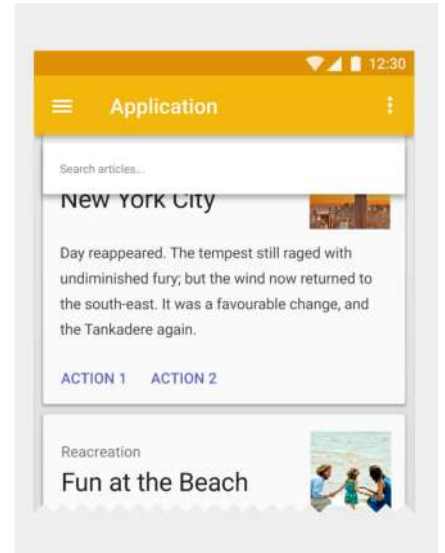 12:30
Application
Search articles...
New York City
Day reappeared. The tempest still raged with
undiminished fury; but the wind now returned to
the south-east. It was a favourable change, and
the Tankadere again.
ACTION 1 ACTION 2
Reacreation
Fun at the Beach